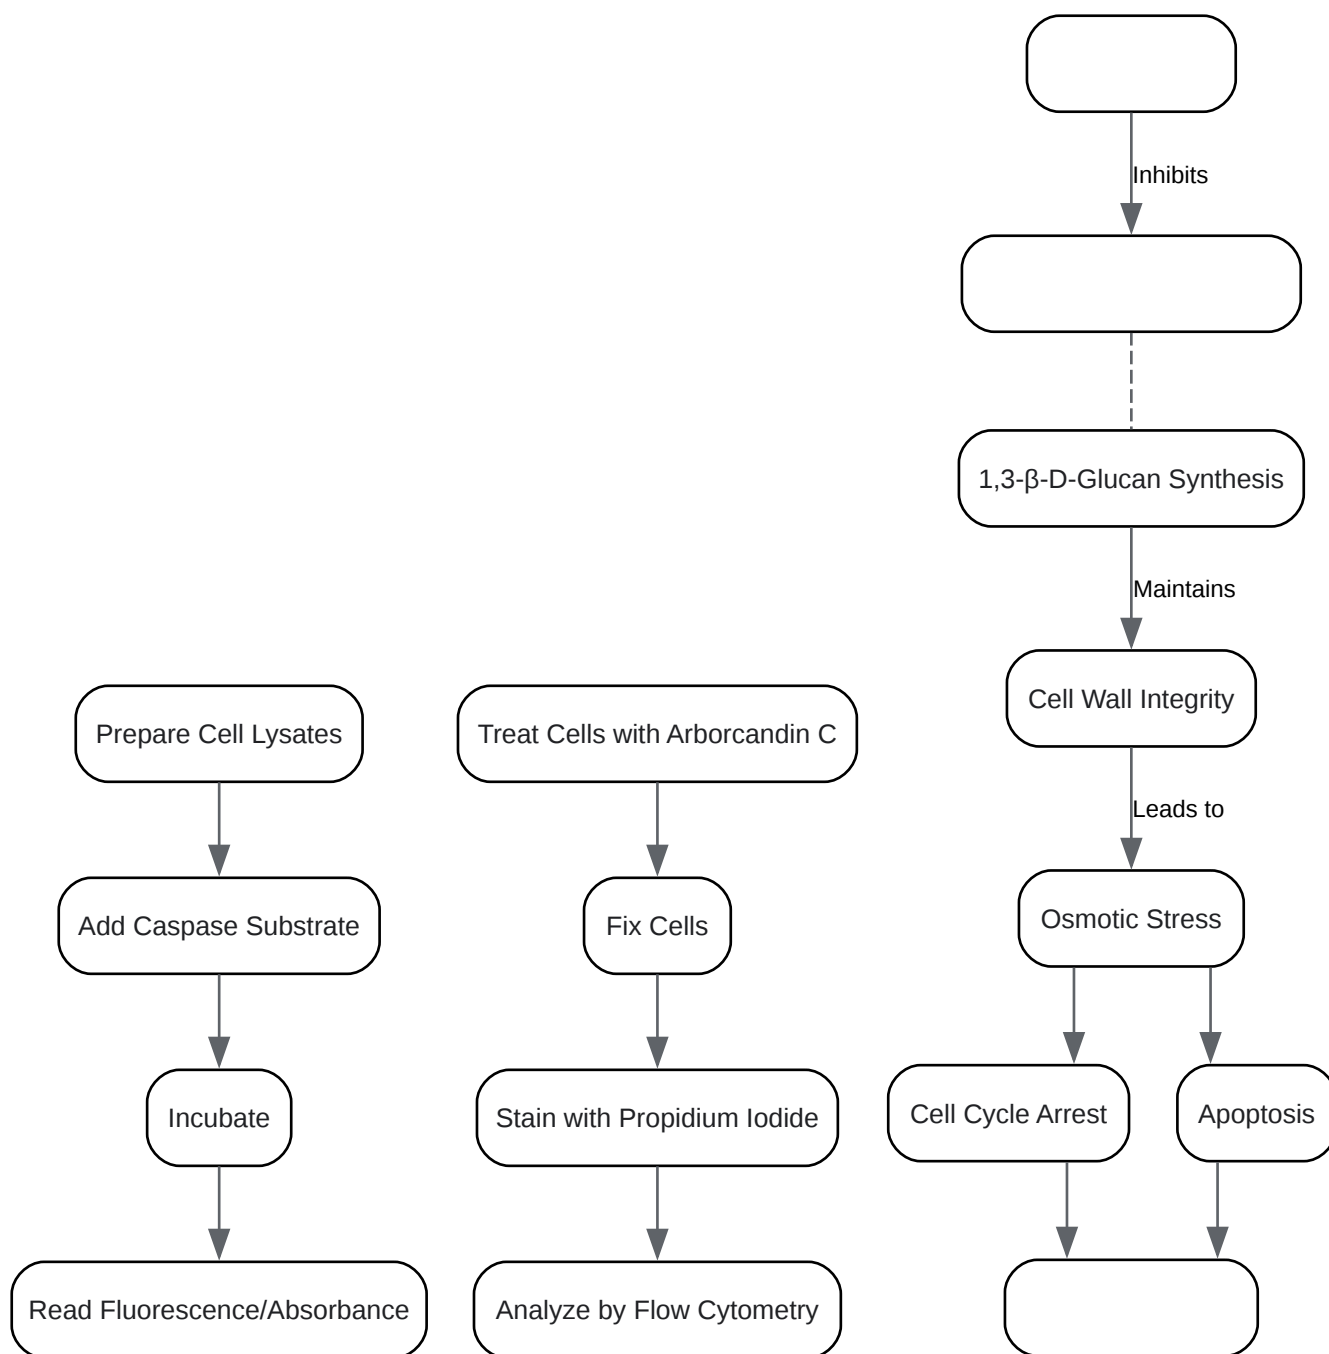 Inhibits
1,3-β-D-Glucan Synthesis
Maintains
Cell Wall Integrity
Leads to
Osmotic Stress
Cell Cycle Arrest
Apoptosis
Prepare Cell Lysates
Add Caspase Substrate
Incubate
Read Fluorescence/Absorbance
Treat Cells with Arborcandin C
Fix Cells
Stain with Propidium Iodide
Analyze by Flow Cytometry